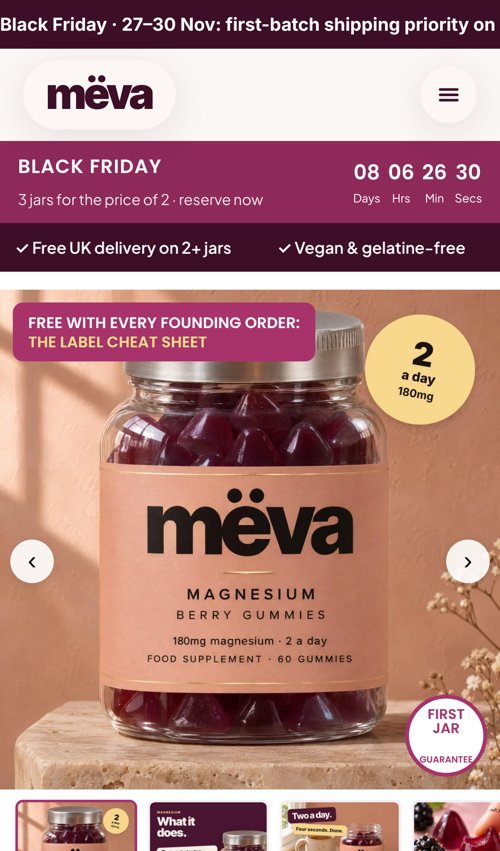 Black Friday · 27–30 Nov: first-batch shipping priority on
mëva
BLACK FRIDAY
3 jars for the price of 2 · reserve now
08 06 26 30
Days Hrs Min Secs
✓ Free UK delivery on 2+ jars
✓ Vegan & gelatine-free
FREE WITH EVERY FOUNDING ORDER:
THE LABEL CHEAT SHEET
2
a day
180mg
mëva
MAGNESIUM
BERRY GUMMIES
180mg magnesium · 2 a day
FOOD SUPPLEMENT · 60 GUMMIES
‹
›
FIRST
JAR
GUARANTEE
2
a day
MAGNESIUM
What it
does.
Two a day.
Four seconds. Done.